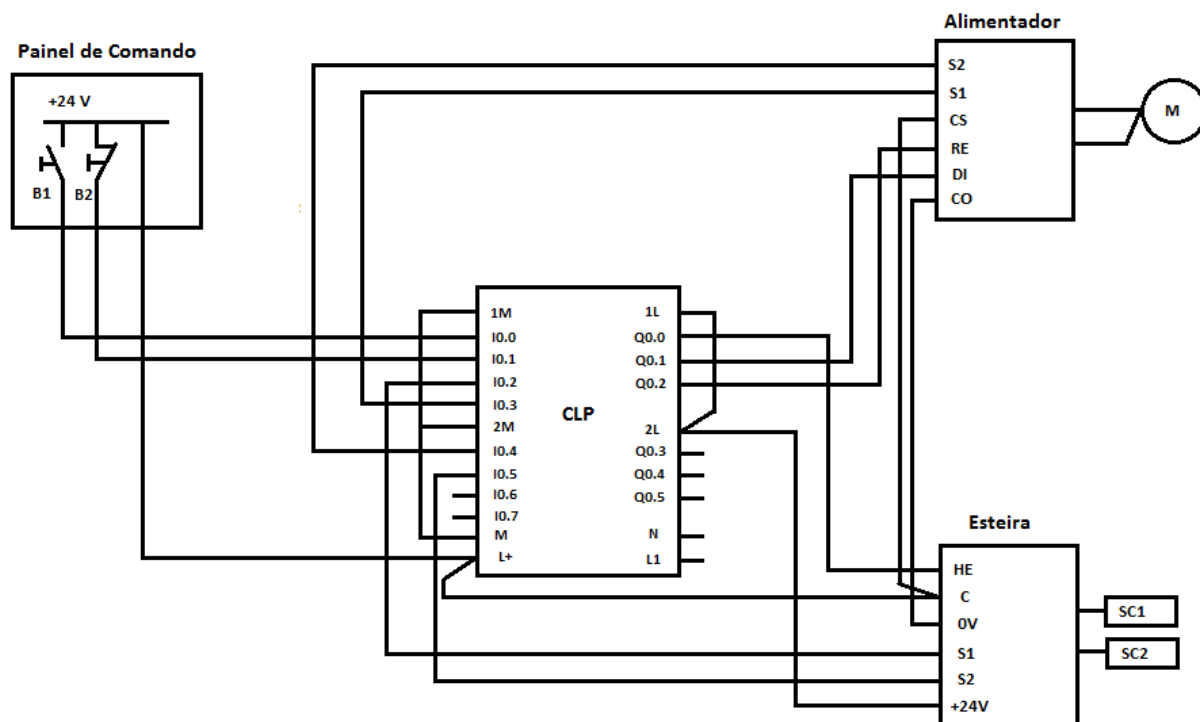 Painel de Comando
+24 V
B1
B2
Alimentador
S2
S1
CS
RE
DI
CO
M
CLP
1M
I0.0
I0.1
I0.2
I0.3
2M
I0.4
I0.5
I0.6
I0.7
M
L+
1L
Q0.0
Q0.1
Q0.2
2L
Q0.3
Q0.4
Q0.5
N
L1
Esteira
HE
C
0V
S1
S2
+24V
SC1
SC2